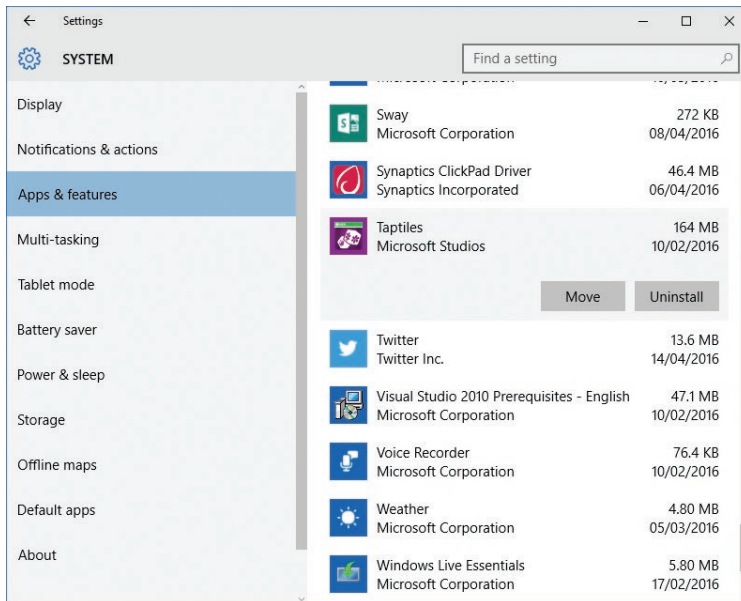 Settings
SYSTEM
Find a setting
Display
Notifications & actions
Apps & features
Multi-tasking
Tablet mode
Battery saver
Power & sleep
Storage
Offline maps
Default apps
About
Sway 272 KB
Microsoft Corporation 08/04/2016
Synaptics ClickPad Driver 46.4 MB
Synaptics Incorporated 06/04/2016
Taptiles 164 MB
Microsoft Studios 10/02/2016
Move Uninstall
Twitter 13.6 MB
Twitter Inc. 14/04/2016
Visual Studio 2010 Prerequisites - English 47.1 MB
Microsoft Corporation 10/02/2016
Voice Recorder 76.4 KB
Microsoft Corporation 10/02/2016
Weather 4.80 MB
Microsoft Corporation 05/03/2016
Windows Live Essentials 5.80 MB
Microsoft Corporation 17/02/2016